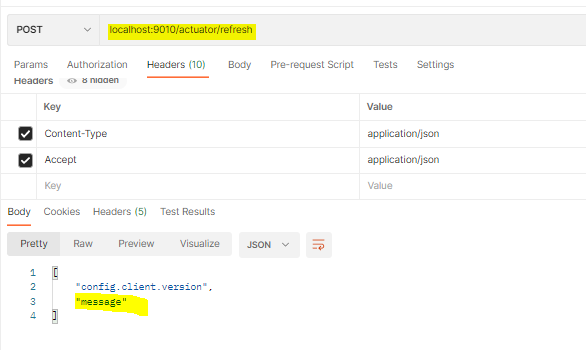 POST localhost:9010/actuator/refresh
Params Authorization Headers (10) Body Pre-request Script Tests Settings
Headers 8 hidden
Key Value
Content-Type application/json
Accept application/json
Key Value
Body Cookies Headers (5) Test Results
Pretty Raw Preview Visualize JSON
1 [
2 "config.client.version",
3 "message"
4 ]